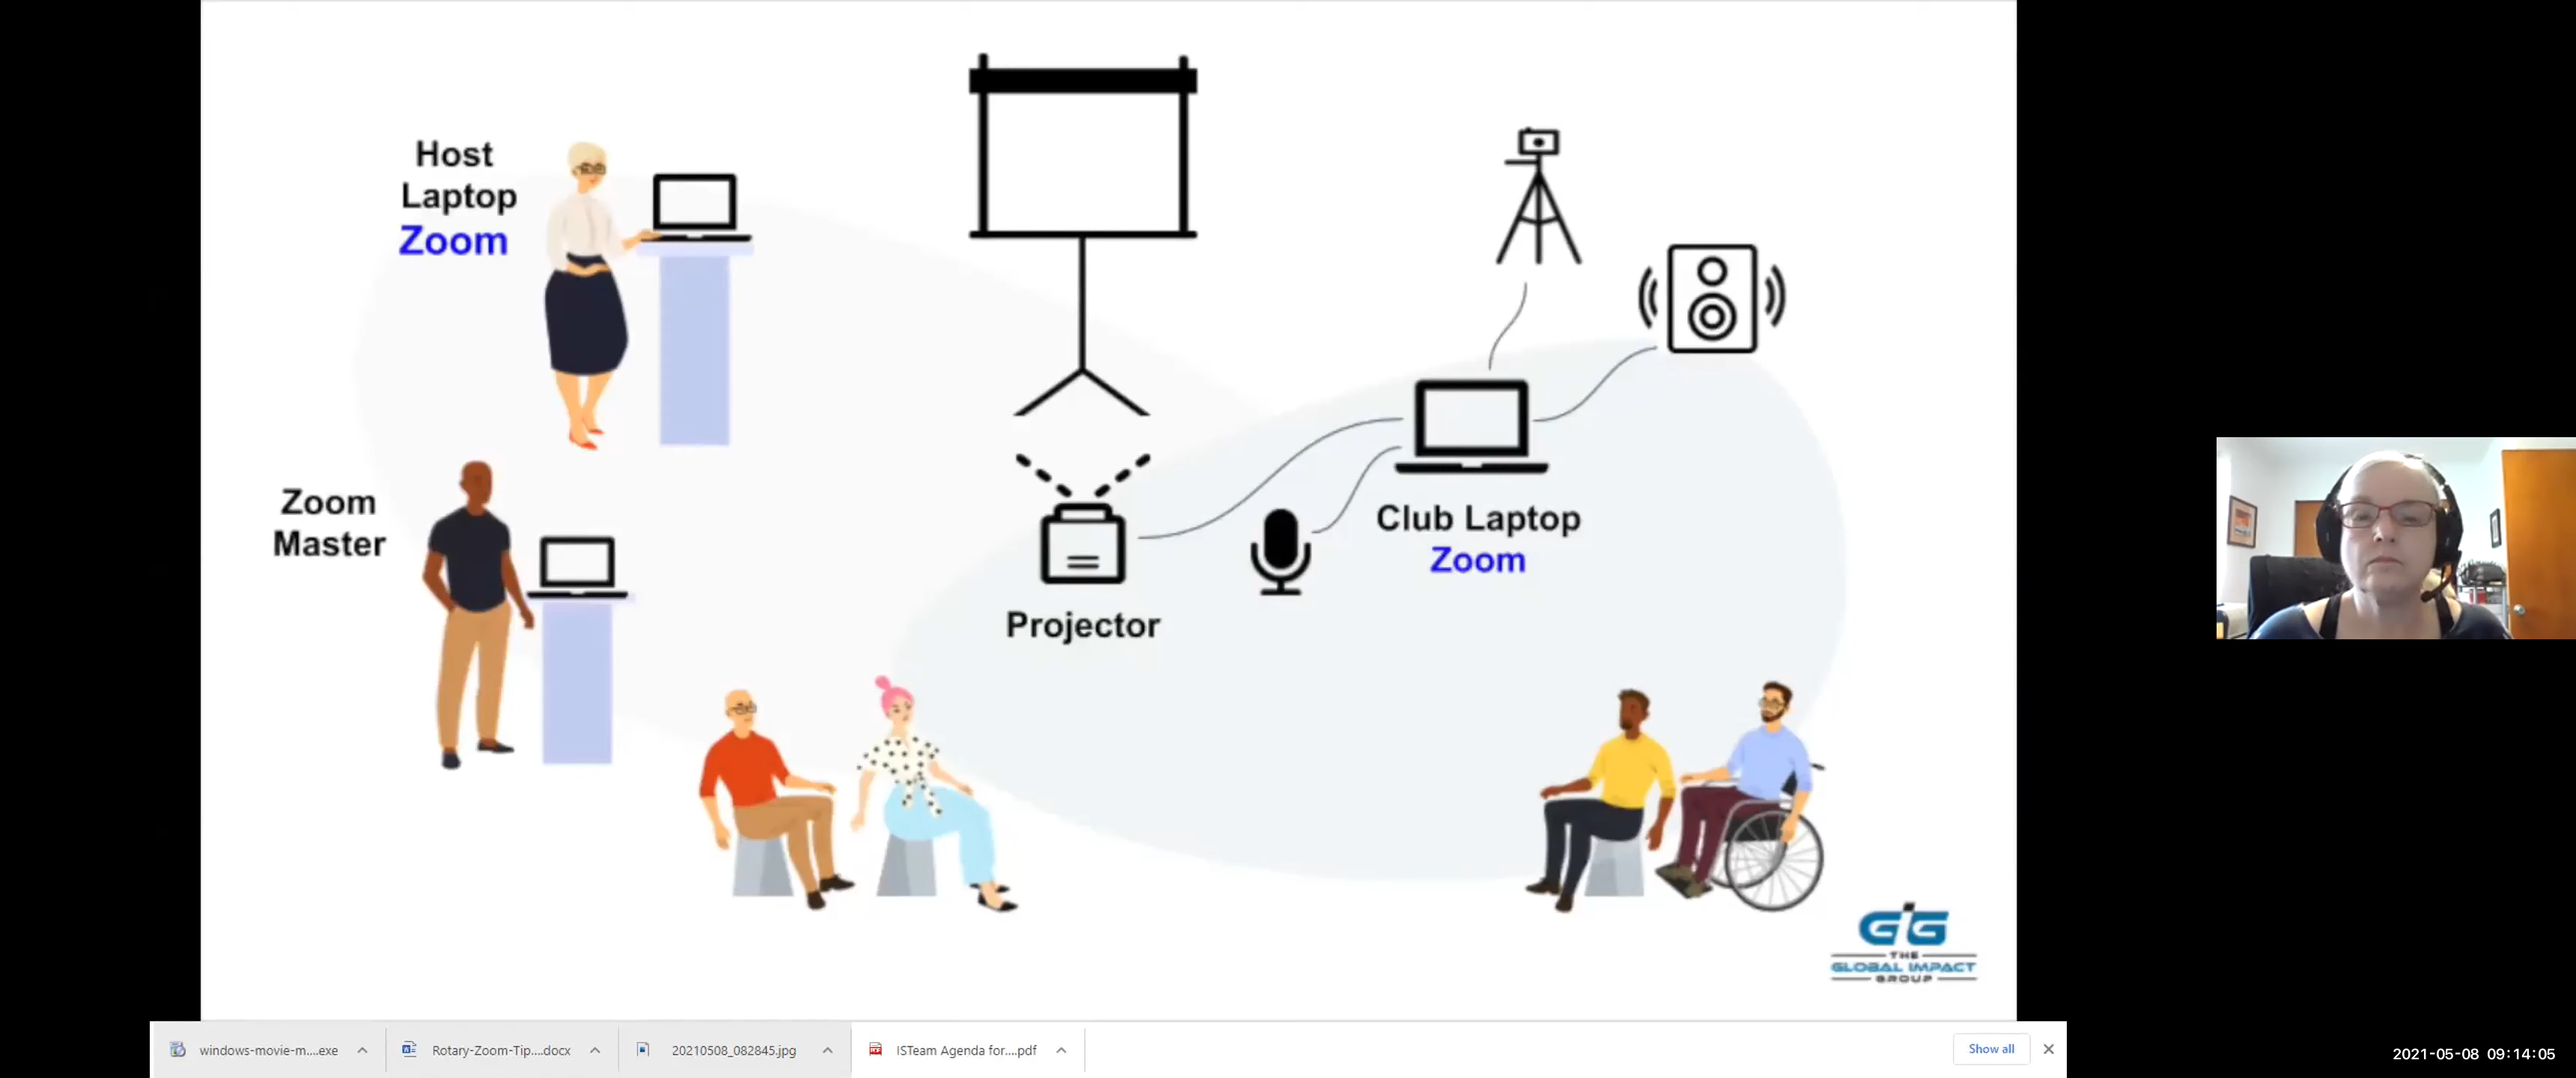 Host
Laptop
Zoom
Zoom
Master
Projector
Club Laptop
Zoom
GIG
THE
GLOBAL IMPACT
GROUP
windows-movie-m....exe
Rotary-Zoom-Tip....docx
20210508_082845.jpg
ISTeam Agenda for....pdf
Show all
2021-05-08 09:14:05